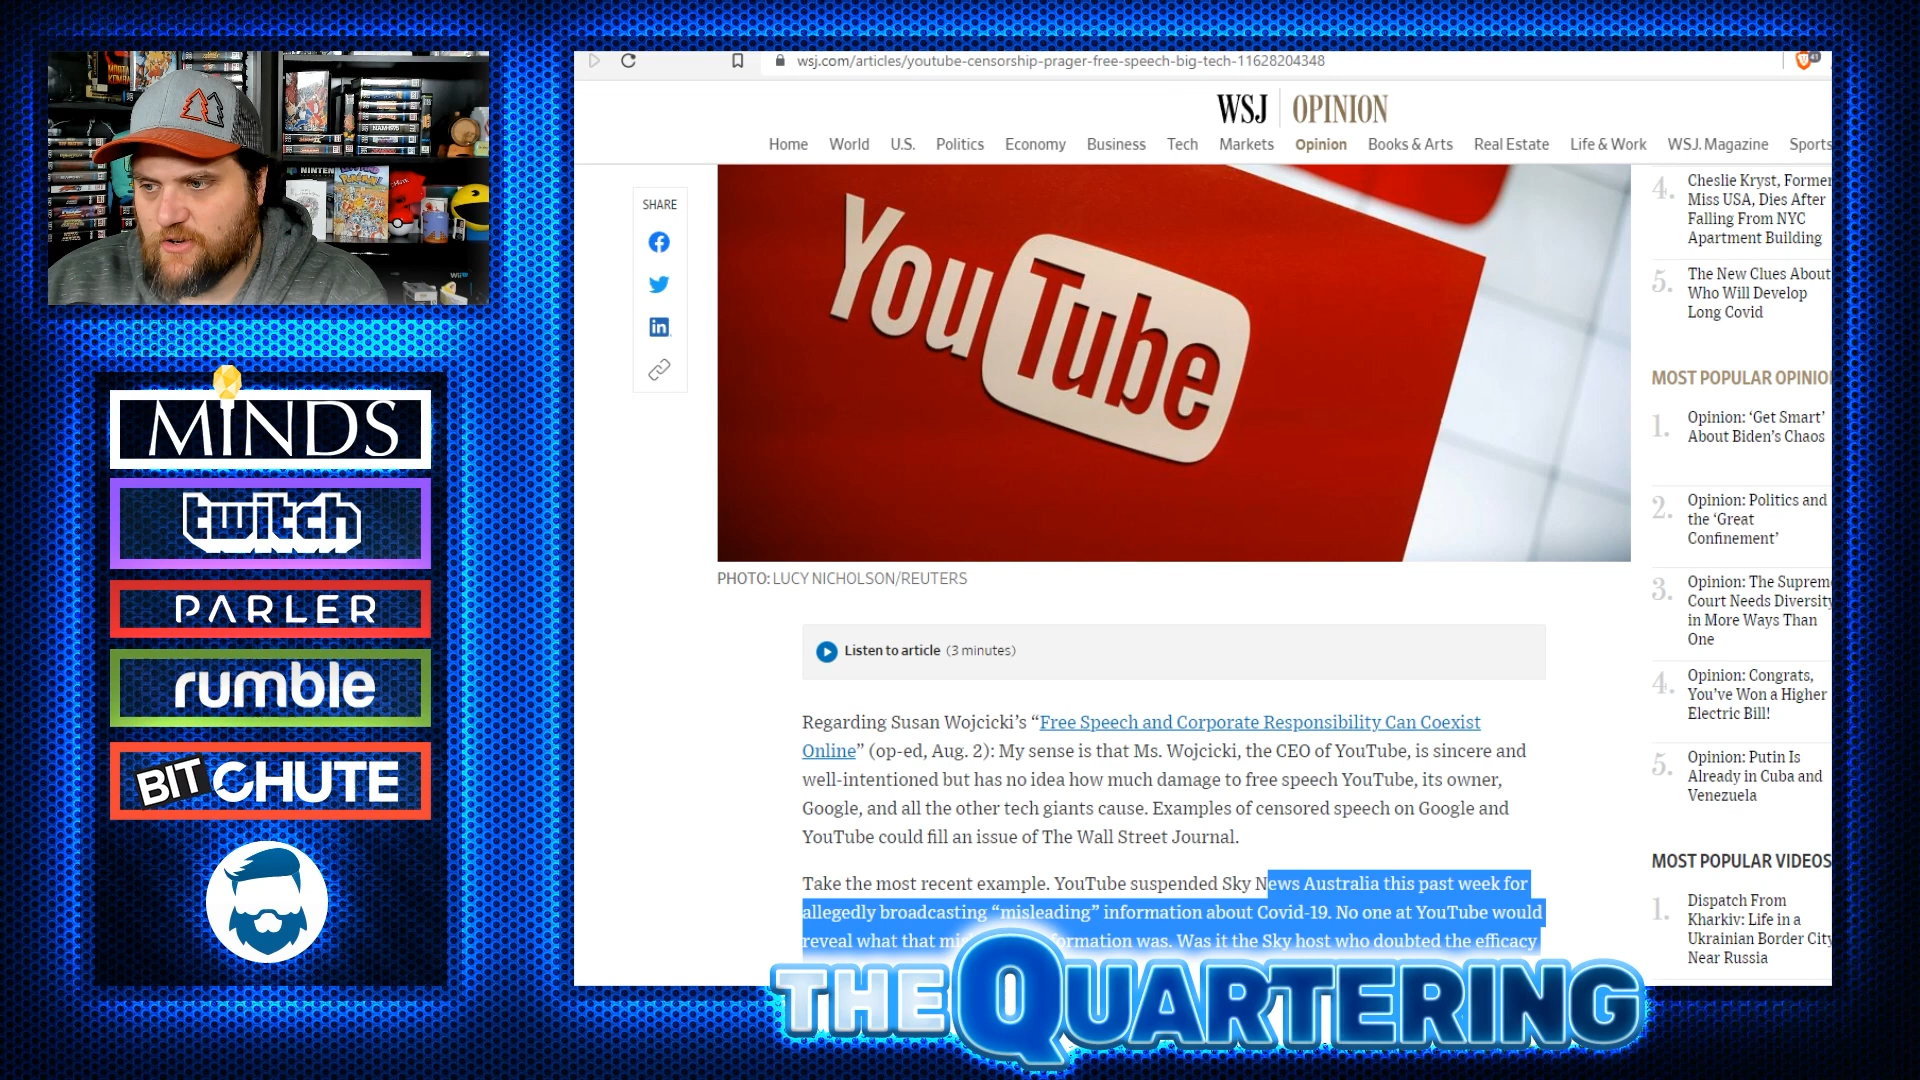 wsj.com/articles/youtube-censorship-prager-free-speech-big-tech-11628204348
41
WSJ OPINION
Home World U.S. Politics Economy Business Tech Markets Opinion Books & Arts Real Estate Life & Work WSJ. Magazine Sports
SHARE
YouTube
PHOTO: LUCY NICHOLSON/REUTERS
Listen to article (3 minutes)
Regarding Susan Wojcicki’s “Free Speech and Corporate Responsibility Can Coexist
Online” (op-ed, Aug. 2): My sense is that Ms. Wojcicki, the CEO of YouTube, is sincere and
well-intentioned but has no idea how much damage to free speech YouTube, its owner,
Google, and all the other tech giants cause. Examples of censored speech on Google and
YouTube could fill an issue of The Wall Street Journal.
Take the most recent example. YouTube suspended Sky News Australia this past week for
allegedly broadcasting “misleading” information about Covid-19. No one at YouTube would
reveal what that was. Was it the Sky host who doubted the efficacy
4. Cheslie Kryst, Former
Miss USA, Dies After
Falling From NYC
Apartment Building
5. The New Clues About
Who Will Develop
Long Covid
MOST POPULAR OPINIO
1. Opinion: ‘Get Smart’
About Biden’s Chaos
2. Opinion: Politics and
the ‘Great
Confinement’
3. Opinion: The Supreme
Court Needs Diversity
in More Ways Than
One
4. Opinion: Congrats,
You’ve Won a Higher
Electric Bill!
5. Opinion: Putin Is
Already in Cuba and
Venezuela
MOST POPULAR VIDEOS
1. Dispatch From
Kharkiv: Life in a
Ukrainian Border City
Near Russia
NINTEN
MINDS
twitch
PARLER
rumble
BITCHUTE
THE QUARTERING